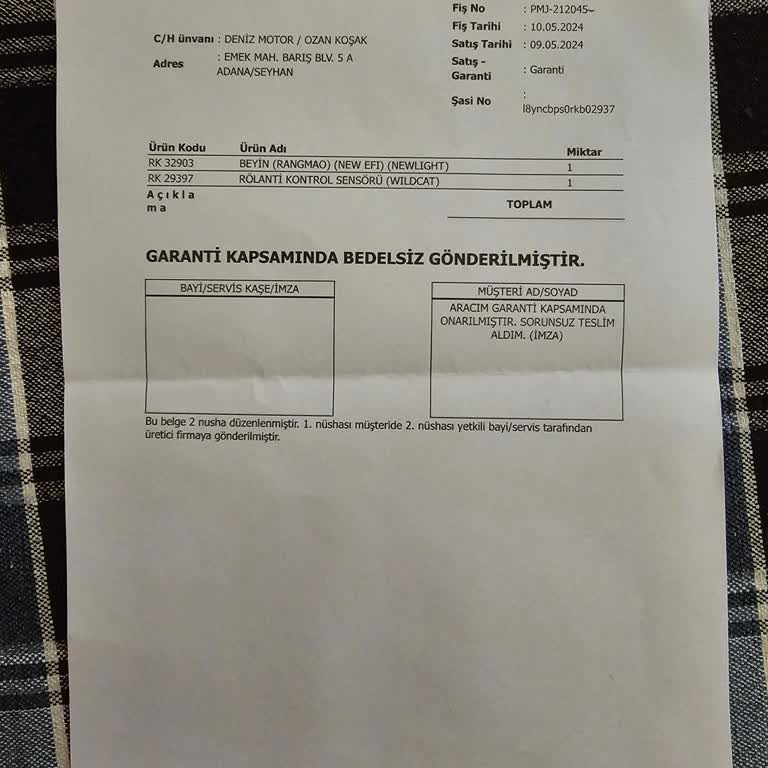 Fiş No : PMJ-212045
Fiş Tarihi : 10.05.2024
C/H ünvanı : DENİZ MOTOR / OZAN KOŞAK
Satış Tarihi : 09.05.2024
Adres : EMEK MAH. BARIŞ BLV. 5 A
ADANA/SEYHAN
Satış -
Garanti : Garanti
Şasi No :
l8yncbps0rkb02937
Ürün Kodu Ürün Adı Miktar
RK 32903 BEYİN (RANGMAO) (NEW EFI) (NEWLIGHT) 1
RK 29397 RÖLANTİ KONTROL SENSÖRÜ (WILDCAT) 1
Açıkla
ma
TOPLAM
GARANTİ KAPSAMINDA BEDELSİZ GÖNDERİLMİŞTİR.
BAYİ/SERVİS KAŞE/İMZA
MÜŞTERİ AD/SOYAD
ARACIM GARANTİ KAPSAMINDA
ONARILMIŞTIR. SORUNSUZ TESLİM
ALDIM. (İMZA)
Bu belge 2 nusha düzenlenmiştir. 1. nüshası müşteride 2. nüshası yetkili bayi/servis tarafından
üretici firmaya gönderilmiştir.